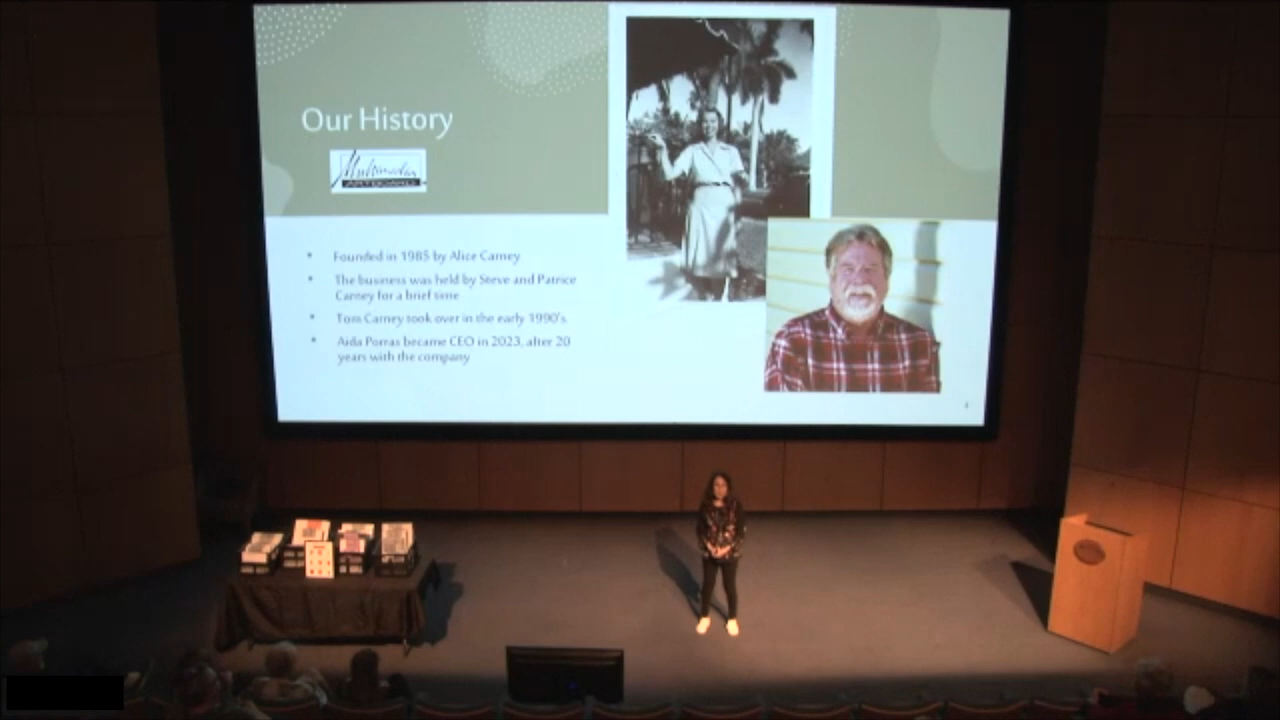 Our History
Multimedia
ARTBOARD
Founded in 1985 by Alice Carney
The business was held by Steve and Patrice
Carney for a brief time
Tom Carney took over in the early 1990's.
Aida Porras became CEO in 2023, after 20
years with the company